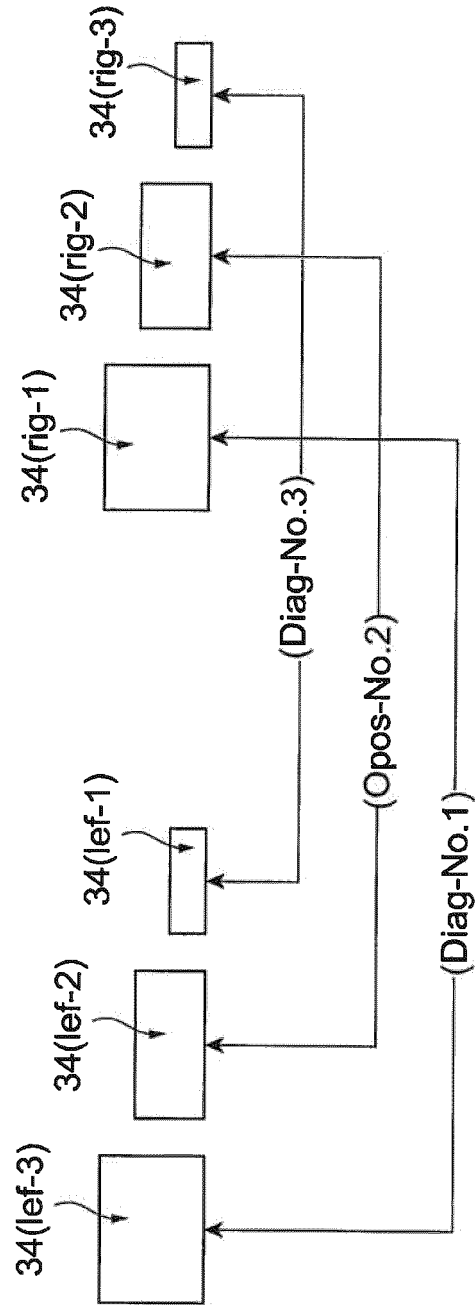 34(lef-3)
34(lef-2)
34(lef-1)
34(rig-1)
34(rig-2)
34(rig-3)
(Diag-No.3)
(Opos-No.2)
(Diag-No.1)